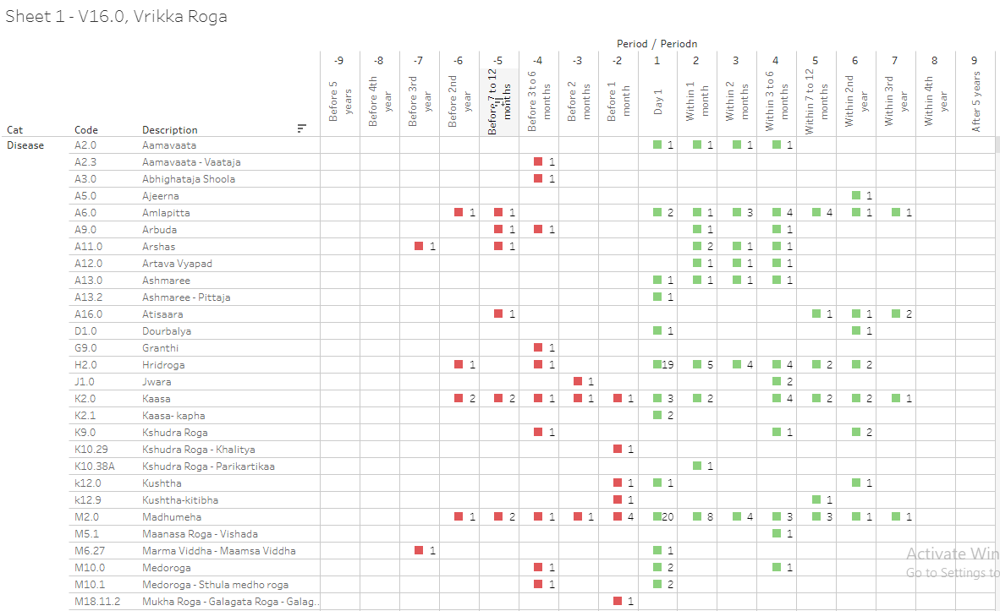 Sheet 1 - V16.0, Vrikka Roga
Period / Periodn
-9 -8 -7 -6 -5 -4 -3 -2 1 2 3 4 5 6 7 8 9
Before 5 years
Before 4th year
Before 3rd year
Before 2nd year
Before 7 to 12 months
Before 3 to 6 months
Before 2 months
Before 1 month
Day 1
Within 1 month
Within 2 months
Within 3 to 6 months
Within 7 to 12 months
Within 2nd year
Within 3rd year
Within 4th year
After 5 years
Cat Code Description
Disease A2.0 Aamavaata 1 1 1 1
A2.3 Aamavaata - Vaataja 1
A3.0 Abhighataja Shoola 1
A5.0 Ajeerna 1
A6.0 Amlapitta 1 1 2 1 3 4 4 1 1
A9.0 Arbuda 1 1 1 1
A11.0 Arshas 1 1 2 1 1
A12.0 Artava Vyapad 1 1 1
A13.0 Ashmaree 1 1 1 1
A13.2 Ashmaree - Pittaja 1
A16.0 Atisaara 1 1 1 2
D1.0 Dourbalya 1 1
G9.0 Granthi 1
H2.0 Hridroga 1 1 19 5 4 4 2 2
J1.0 Jwara 1 2
K2.0 Kaasa 2 2 1 1 1 3 2 4 2 2 1
K2.1 Kaasa- kapha 2
K9.0 Kshudra Roga 1 1 2
K10.29 Kshudra Roga - Khalitya 1
K10.38A Kshudra Roga - Parikartikaa 1
k12.0 Kushtha 1 1 1
k12.9 Kushtha-kitibha 1 1
M2.0 Madhumeha 1 2 1 1 4 20 8 4 3 3 1 1
M5.1 Maanasa Roga - Vishada 1
M6.27 Marma Viddha - Maamsa Viddha 1 1
M10.0 Medoroga 1 2 1
M10.1 Medoroga - Sthula medho roga 1 2
M18.11.2 Mukha Roga - Galagata Roga - Galag.. 1
Activate Win
Go to Settings to